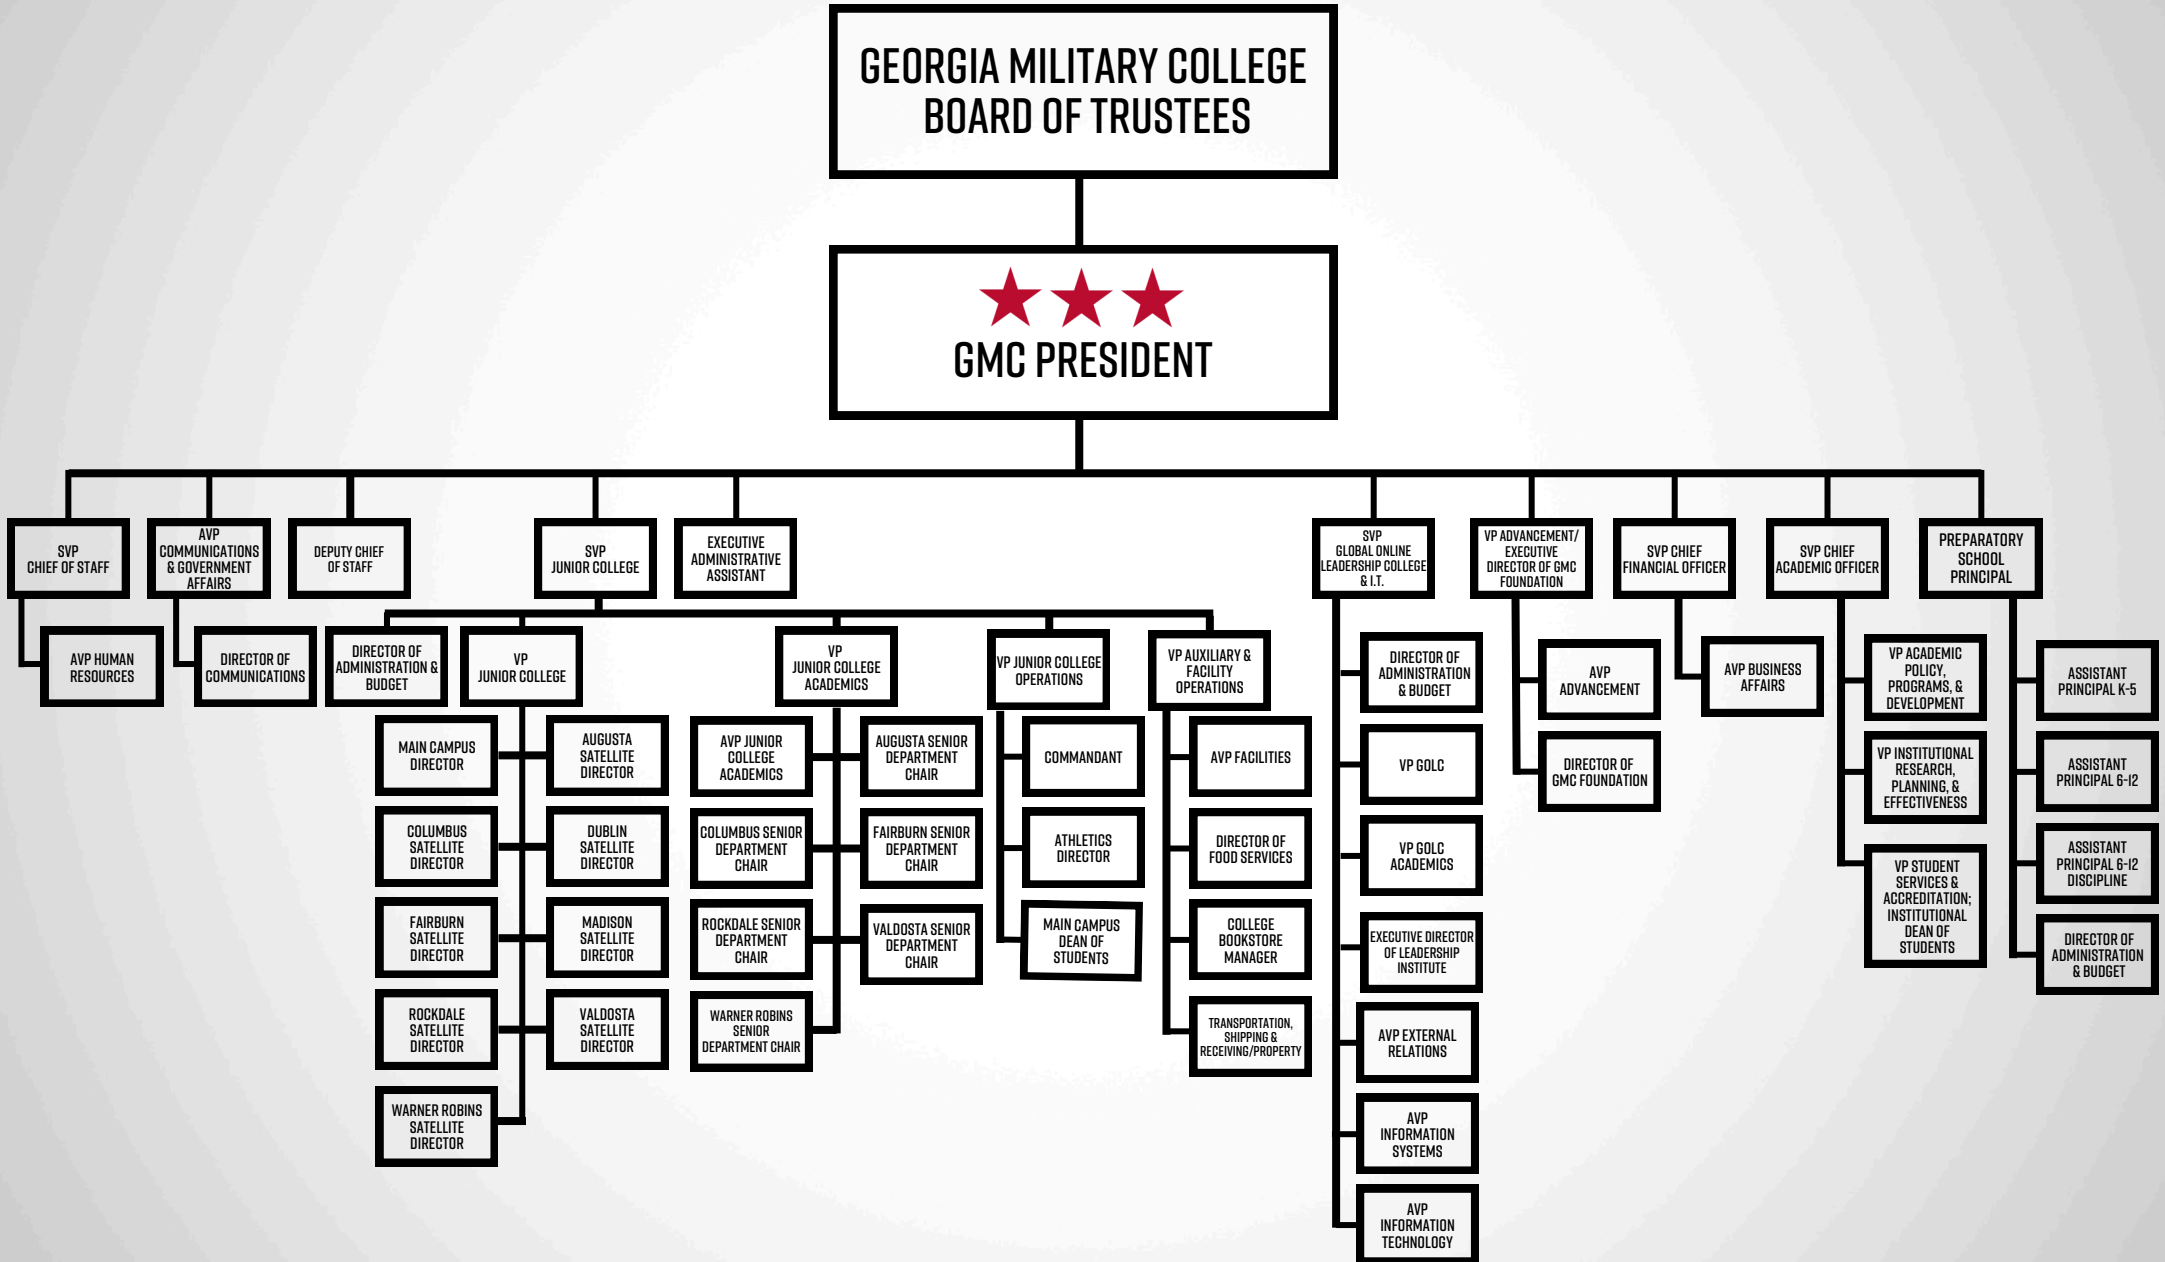 GEORGIA MILITARY COLLEGE
BOARD OF TRUSTEES
GMC PRESIDENT
SVP
CHIEF OF STAFF
AVP
COMMUNICATIONS
& GOVERNMENT
AFFAIRS
DEPUTY CHIEF
OF STAFF
SVP
JUNIOR COLLEGE
EXECUTIVE
ADMINISTRATIVE
ASSISTANT
SVP
GLOBAL ONLINE
LEADERSHIP COLLEGE
& I.T.
VP ADVANCEMENT/
EXECUTIVE
DIRECTOR OF GMC
FOUNDATION
SVP CHIEF
FINANCIAL OFFICER
SVP CHIEF
ACADEMIC OFFICER
PREPARATORY
SCHOOL
PRINCIPAL
AVP HUMAN
RESOURCES
DIRECTOR OF
COMMUNICATIONS
DIRECTOR OF
ADMINISTRATION &
BUDGET
VP
JUNIOR COLLEGE
VP
JUNIOR COLLEGE
ACADEMICS
VP JUNIOR COLLEGE
OPERATIONS
VP AUXILIARY &
FACILITY
OPERATIONS
MAIN CAMPUS
DIRECTOR
AUGUSTA
SATELLITE
DIRECTOR
COLUMBUS
SATELLITE
DIRECTOR
DUBLIN
SATELLITE
DIRECTOR
FAIRBURN
SATELLITE
DIRECTOR
MADISON
SATELLITE
DIRECTOR
ROCKDALE
SATELLITE
DIRECTOR
VALDOSTA
SATELLITE
DIRECTOR
WARNER ROBINS
SATELLITE
DIRECTOR
AVP JUNIOR
COLLEGE
ACADEMICS
AUGUSTA SENIOR
DEPARTMENT
CHAIR
COLUMBUS SENIOR
DEPARTMENT
CHAIR
FAIRBURN SENIOR
DEPARTMENT
CHAIR
ROCKDALE SENIOR
DEPARTMENT
CHAIR
VALDOSTA SENIOR
DEPARTMENT
CHAIR
WARNER ROBINS
SENIOR
DEPARTMENT CHAIR
COMMANDANT
ATHLETICS
DIRECTOR
MAIN CAMPUS
DEAN OF
STUDENTS
AVP FACILITIES
DIRECTOR OF
FOOD SERVICES
COLLEGE
BOOKSTORE
MANAGER
TRANSPORTATION,
SHIPPING &
RECEIVING/PROPERTY
DIRECTOR OF
ADMINISTRATION
& BUDGET
VP GOLC
VP GOLC
ACADEMICS
EXECUTIVE DIRECTOR
OF LEADERSHIP
INSTITUTE
AVP EXTERNAL
RELATIONS
AVP
INFORMATION
SYSTEMS
AVP
INFORMATION
TECHNOLOGY
AVP
ADVANCEMENT
DIRECTOR OF
GMC FOUNDATION
AVP BUSINESS
AFFAIRS
VP ACADEMIC
POLICY,
PROGRAMS, &
DEVELOPMENT
VP INSTITUTIONAL
RESEARCH,
PLANNING, &
EFFECTIVENESS
VP STUDENT
SERVICES &
ACCREDITATION;
INSTITUTIONAL
DEAN OF
STUDENTS
ASSISTANT
PRINCIPAL K-5
ASSISTANT
PRINCIPAL 6-12
ASSISTANT
PRINCIPAL 6-12
DISCIPLINE
DIRECTOR OF
ADMINISTRATION
& BUDGET